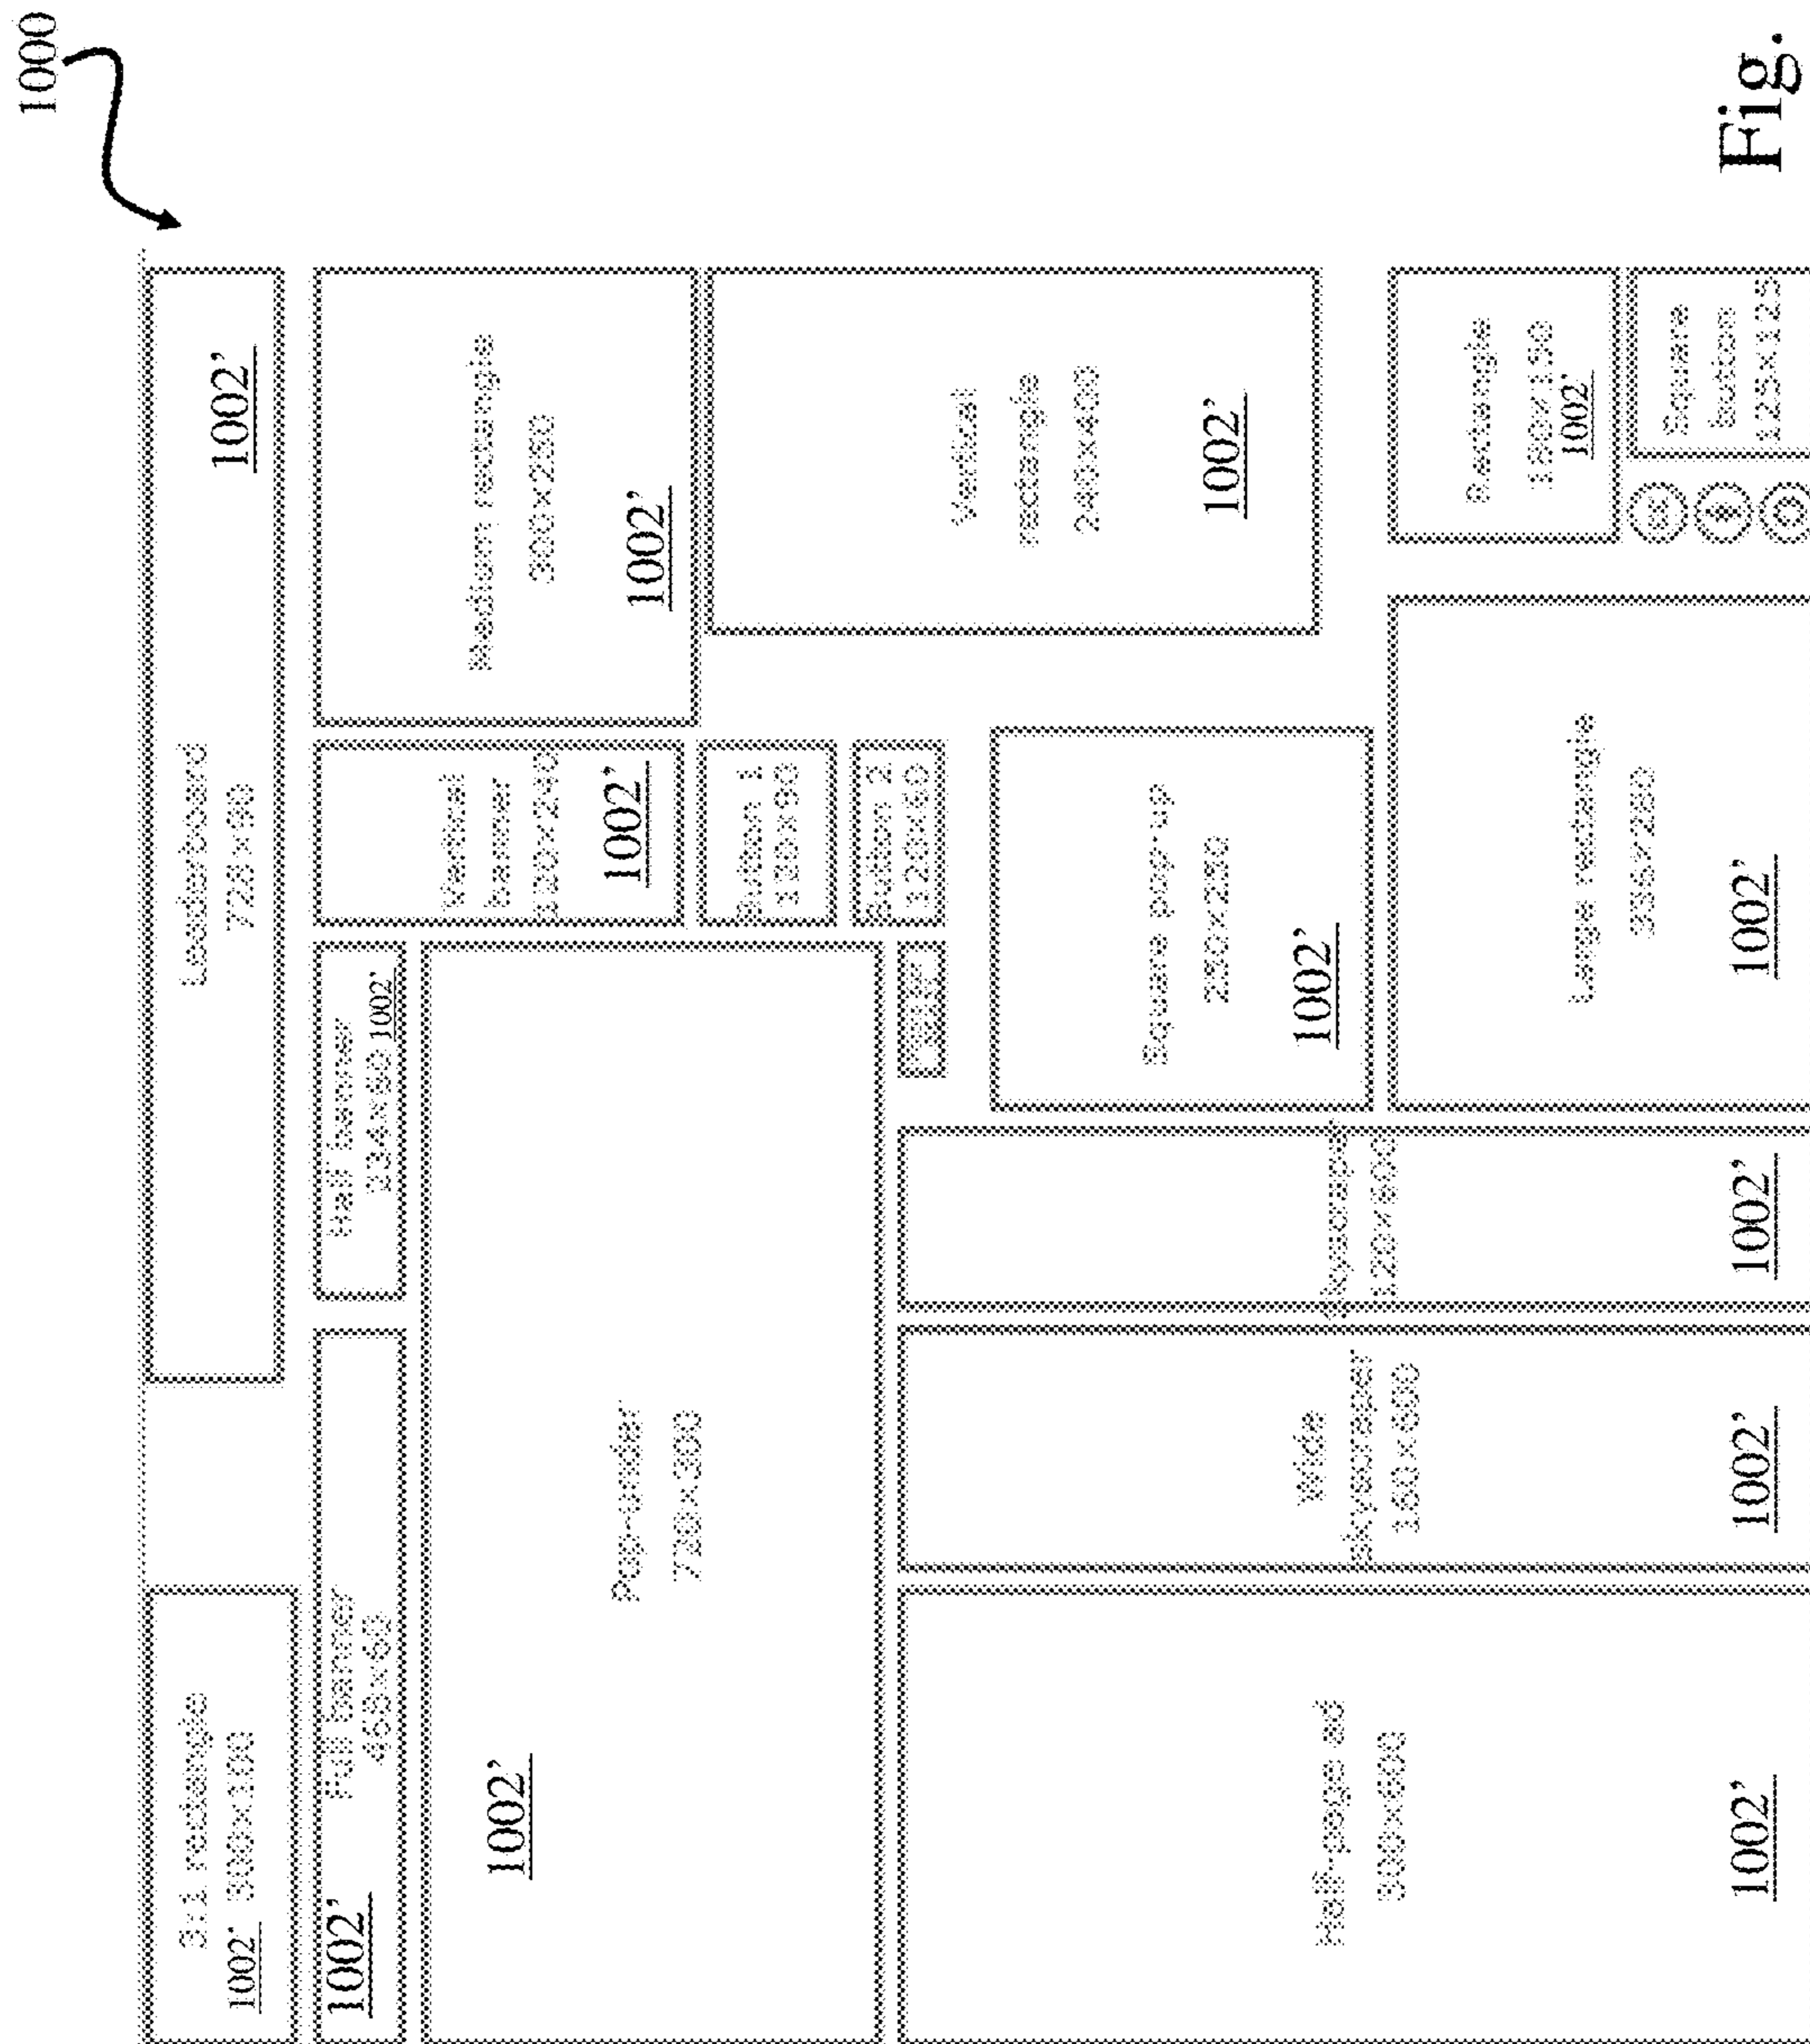 1000
3:1 rectangle
1002' 300×100
Leaderboard
728×90
1002'
Full banner
468×60
1002'
Half banner
234×60 1002'
Vertical
banner
120×240
1002'
Medium rectangle
300×250
1002'
Pop-under
720×300
1002'
Button 1
120×90
Button 2
120×60
Vertical
rectangle
240×400
1002'
Square pop-up
250×250
1002'
Half-page ad
300×600
1002'
Wide
skyscraper
160×600
1002'
skyscrape
120×600
1002'
Large rectangle
336×280
1002'
Rectangle
180×150
1002'
Square
button
125×125
Fig.